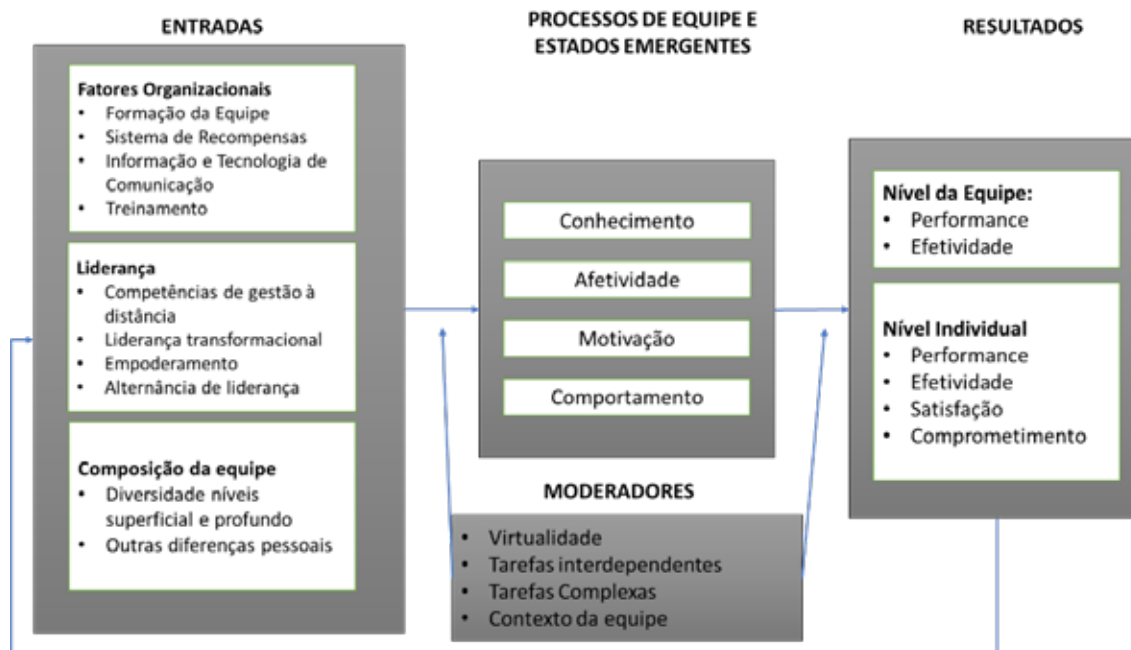 ENTRADAS
Fatores Organizacionais
• Formação da Equipe
• Sistema de Recompensas
• Informação e Tecnologia de
Comunicação
• Treinamento
Liderança
• Competências de gestão à
distância
• Liderança transformacional
• Empoderamento
• Alternância de liderança
Composição da equipe
• Diversidade níveis
superficial e profundo
• Outras diferenças pessoais
PROCESSOS DE EQUIPE E
ESTADOS EMERGENTES
Conhecimento
Afetividade
Motivação
Comportamento
MODERADORES
• Virtualidade
• Tarefas interdependentes
• Tarefas Complexas
• Contexto da equipe
RESULTADOS
Nível da Equipe:
• Performance
• Efetividade
Nível Individual
• Performance
• Efetividade
• Satisfação
• Comprometimento